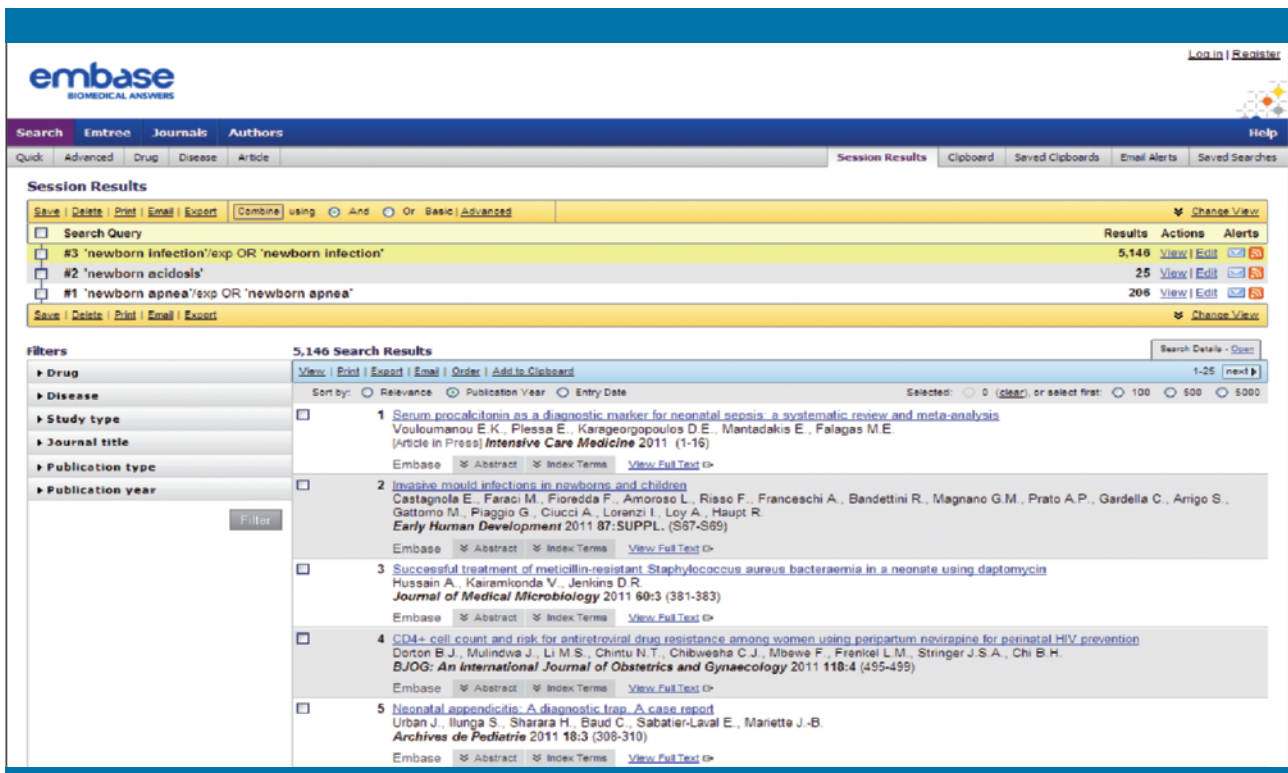 Log in | Register
embase
BIOMEDICAL ANSWERS
Search Emtree Journals Authors Help
Quick Advanced Drug Disease Article Session Results Clipboard Saved Clipboards Email Alerts Saved Searches
Session Results
Save | Delete | Print | Email | Export Combine using And Or Basic | Advanced Change View
Search Query Results Actions Alerts
#3 'newborn infection'/exp OR 'newborn infection' 5,146 View | Edit
#2 'newborn acidosis' 25 View | Edit
#1 'newborn apnea'/exp OR 'newborn apnea' 206 View | Edit
Save | Delete | Print | Email | Export Change View
Filters 5,146 Search Results Search Details - Open
Drug View | Print | Export | Email | Order | Add to Clipboard 1-25 next
Disease Sort by: Relevance Publication Year Entry Date Selected: 0 (clear), or select first: 100 500 5000
Study type
Journal title
Publication type
Publication year
Filter
1 Serum procalcitonin as a diagnostic marker for neonatal sepsis: a systematic review and meta-analysis
Vouloumanou E.K., Plessa E., Karageorgopoulos D.E., Mantadakis E., Falagas M.E.
[Article in Press] Intensive Care Medicine 2011 (1-16)
Embase Abstract Index Terms View Full Text
2 Invasive mould infections in newborns and children
Castagnola E., Faraci M., Fioredda F., Amoroso L., Risso F., Franceschi A., Bandettini R., Magnano G.M., Prato A.P., Gardella C., Arrigo S.,
Gattorno M., Piaggio G., Ciucci A., Lorenzi I., Loy A., Haupt R.
Early Human Development 2011 87:SUPPL. (S67-S69)
Embase Abstract Index Terms View Full Text
3 Successful treatment of meticillin-resistant Staphylococcus aureus bacteraemia in a neonate using daptomycin
Hussain A., Kairamkonda V., Jenkins D.R.
Journal of Medical Microbiology 2011 60:3 (381-383)
Embase Abstract Index Terms View Full Text
4 CD4+ cell count and risk for antiretroviral drug resistance among women using peripartum nevirapine for perinatal HIV prevention
Dorton B.J., Mulindwa J., Li M.S., Chintu N.T., Chibwesha C.J., Mbewe F., Frenkel L.M., Stringer J.S.A., Chi B.H.
BJOG: An International Journal of Obstetrics and Gynaecology 2011 118:4 (495-499)
Embase Abstract Index Terms View Full Text
5 Neonatal appendicitis: A diagnostic trap. A case report
Urban J., Ilunga S., Sharara H., Baud C., Sabatier-Laval E., Mariette J.-B.
Archives de Pediatrie 2011 18:3 (308-310)
Embase Abstract Index Terms View Full Text